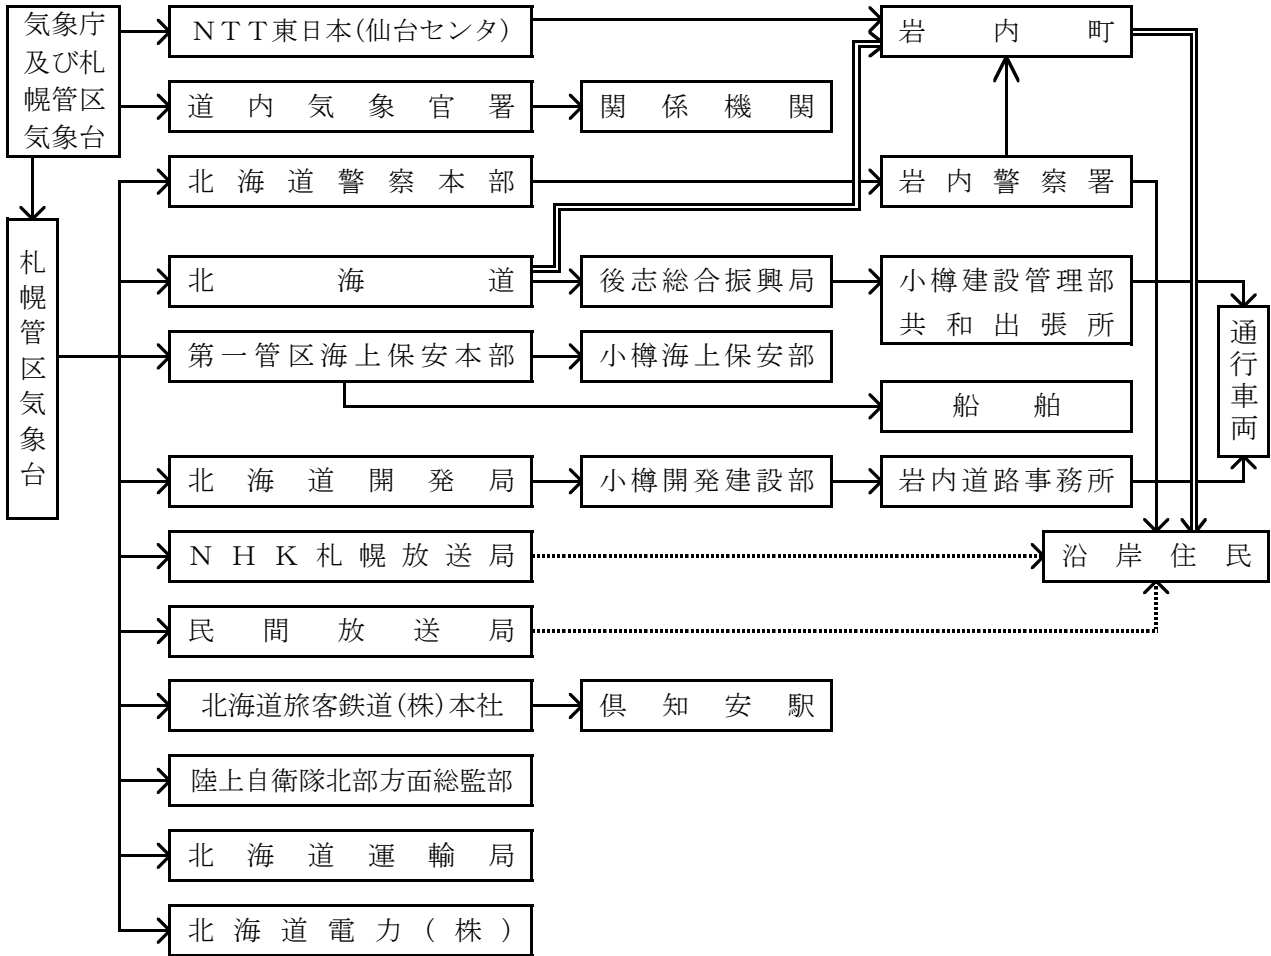 気象庁
及び札
幌管区
気象台
ＮＴＴ東日本(仙台センタ)
岩内町
道内気象官署
関係機関
北海道警察本部
岩内警察署
札幌管区気象台
北海道
後志総合振興局
小樽建設管理部
共和出張所
通行車両
第一管区海上保安本部
小樽海上保安部
船舶
北海道開発局
小樽開発建設部
岩内道路事務所
ＮＨＫ札幌放送局
沿岸住民
民間放送局
北海道旅客鉄道(株)本社
倶知安駅
陸上自衛隊北部方面総監部
北海道運輸局
北海道電力(株)